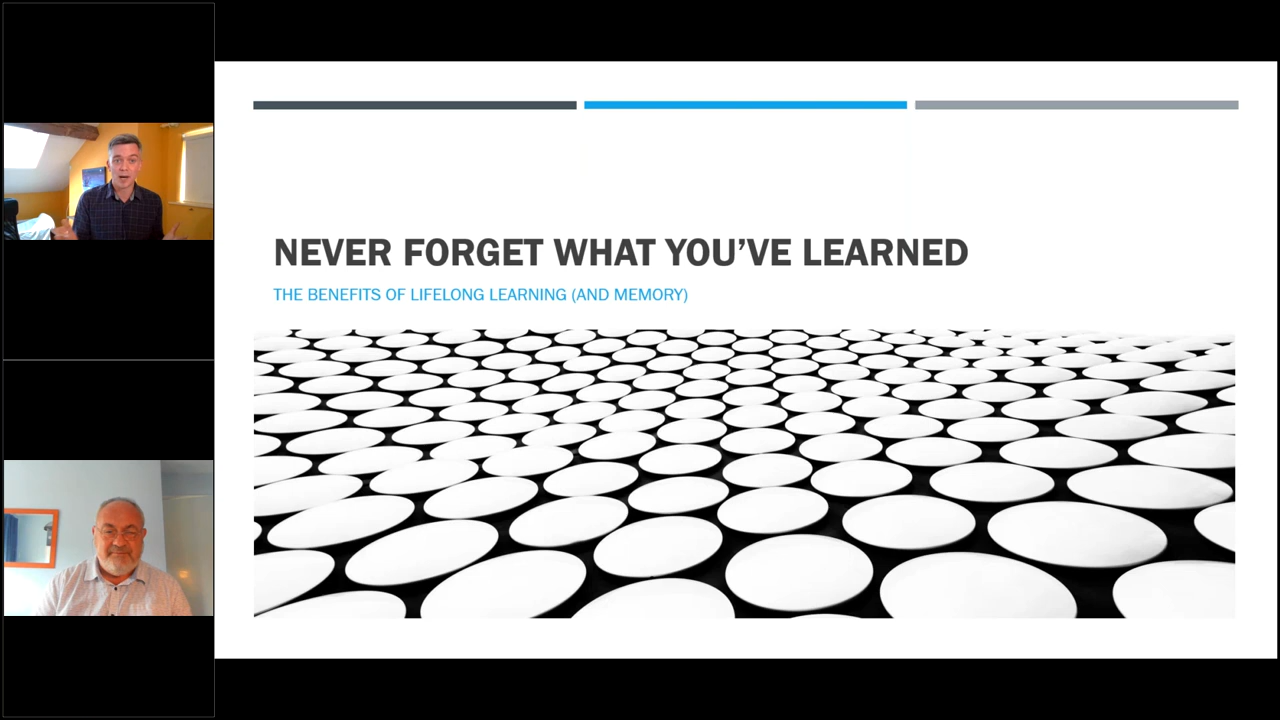 NEVER FORGET WHAT YOU’VE LEARNED
THE BENEFITS OF LIFELONG LEARNING (AND MEMORY)